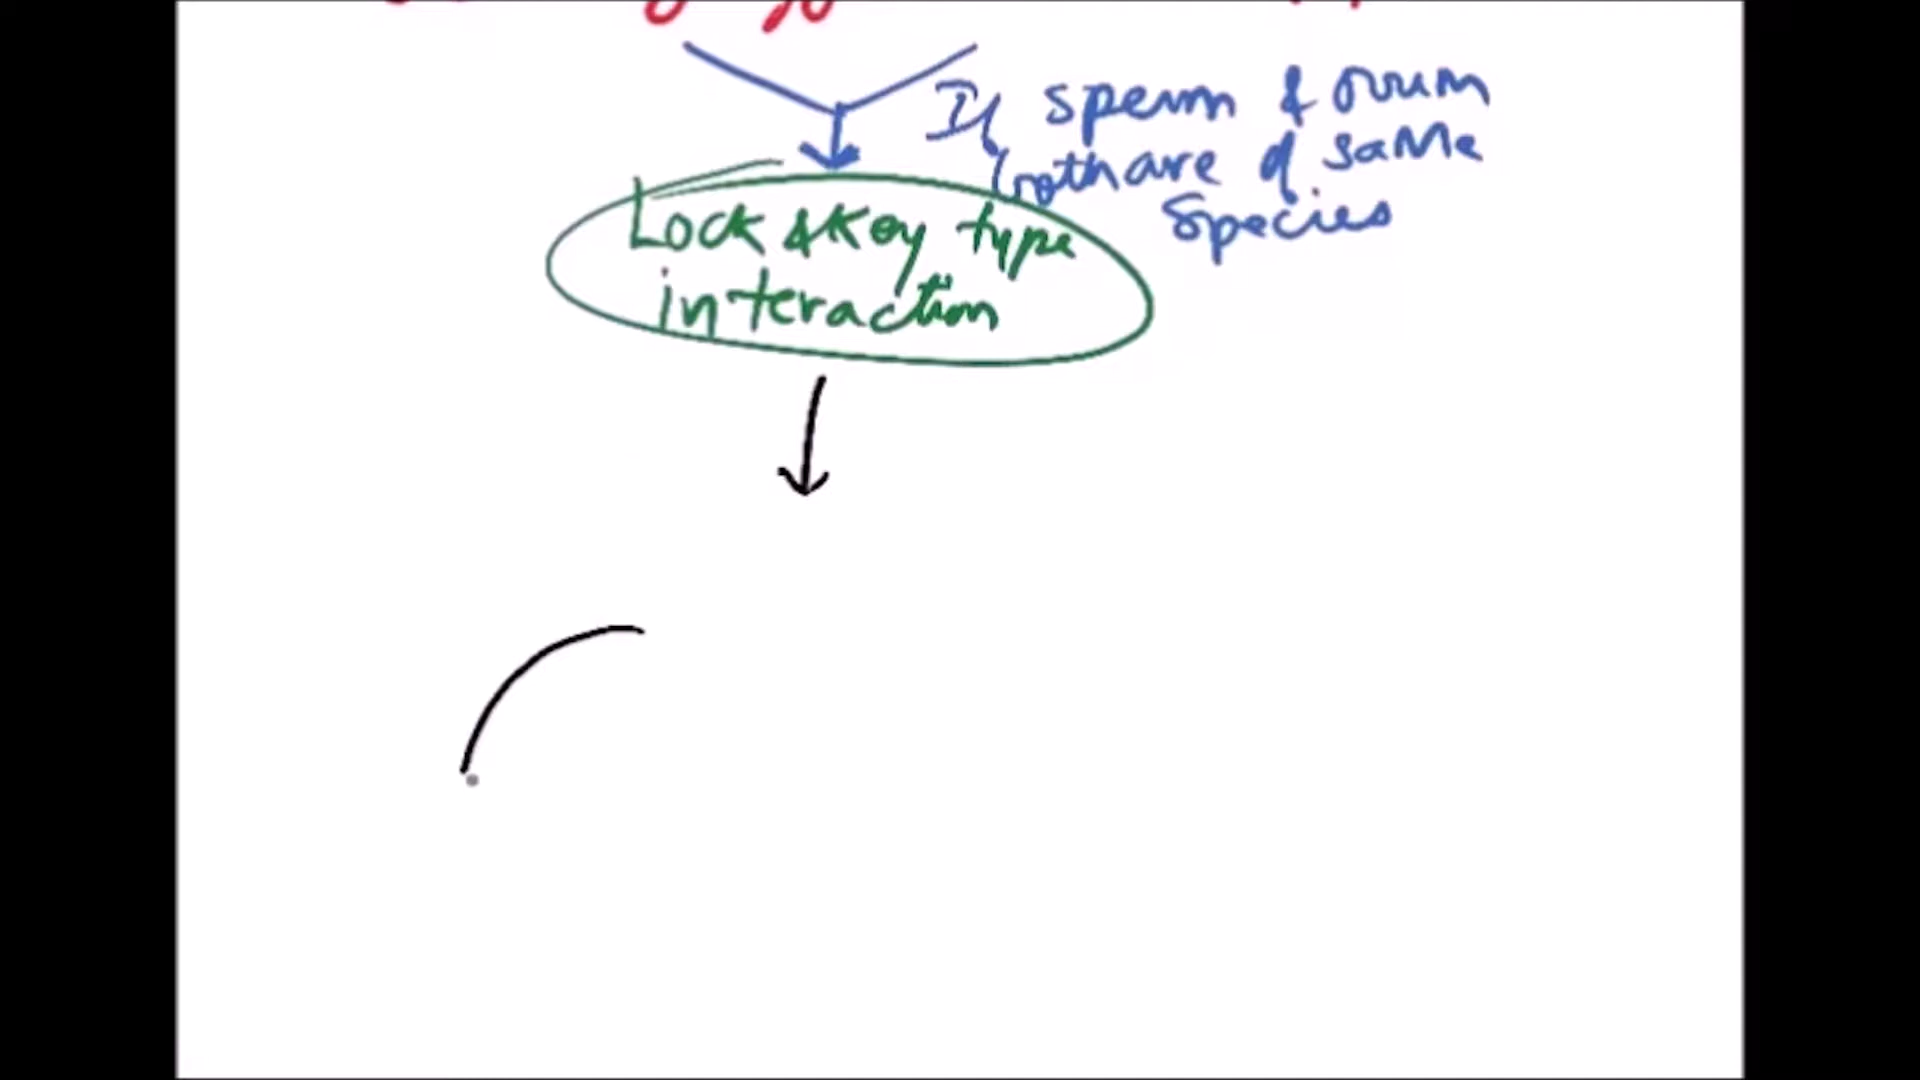 If sperm & ovum
both are of same
species
Lock & Key type
interaction